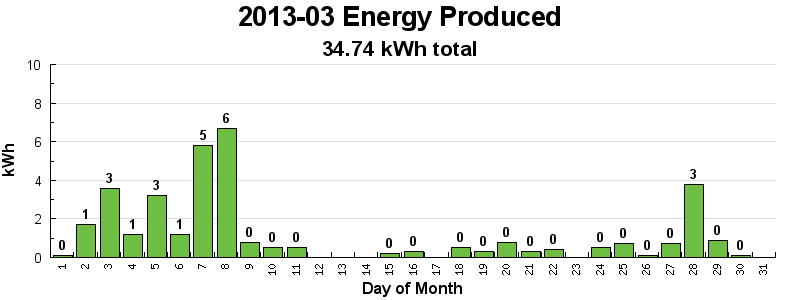 2013-03 Energy Produced
34.74 kWh total
kWh
10
8
6
4
2
0
0 1 3 1 3 1 5 6 0 0 0 0 0 0 0 0 0 0 0 0 0 0 3 0 0
1 2 3 4 5 6 7 8 9 10 11 12 13 14 15 16 17 18 19 20 21 22 23 24 25 26 27 28 29 30 31
Day of Month